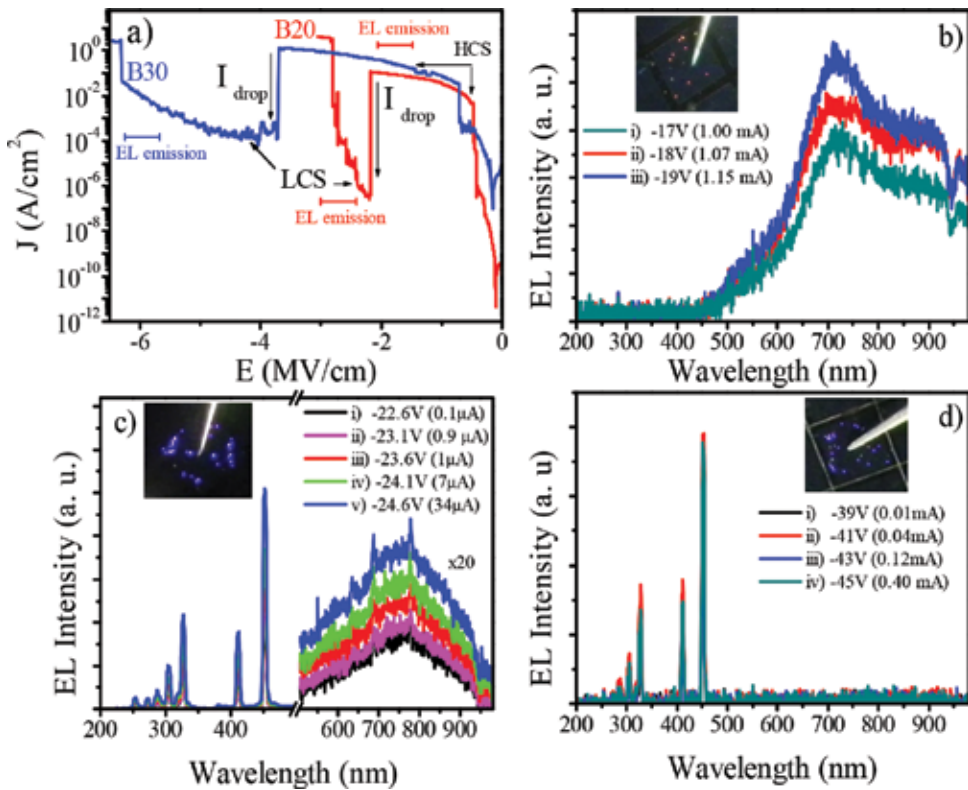 a)
B20
EL emission
HCS
B30
I drop
I drop
EL emission
LCS
EL emission
J (A/cm²)
10⁰
10⁻²
10⁻⁴
10⁻⁶
10⁻⁸
10⁻¹⁰
10⁻¹²
-6 -4 -2 0
E (MV/cm)
b)
i) -17V (1.00 mA)
ii) -18V (1.07 mA)
iii) -19V (1.15 mA)
EL Intensity (a. u.)
200 300 400 500 600 700 800 900
Wavelength (nm)
c)
i) -22.6V (0.1μA)
ii) -23.1V (0.9 μA)
iii) -23.6V (1μA)
iv) -24.1V (7μA)
v) -24.6V (34μA)
x20
EL Intensity (a. u.)
200 300 400 600 700 800 900
Wavelength (nm)
d)
i) -39V (0.01mA)
ii) -41V (0.04mA)
iii) -43V (0.12mA)
iv) -45V (0.40 mA)
EL Intensity (a. u)
200 300 400 500 600 700 800 900
Wavelength (nm)